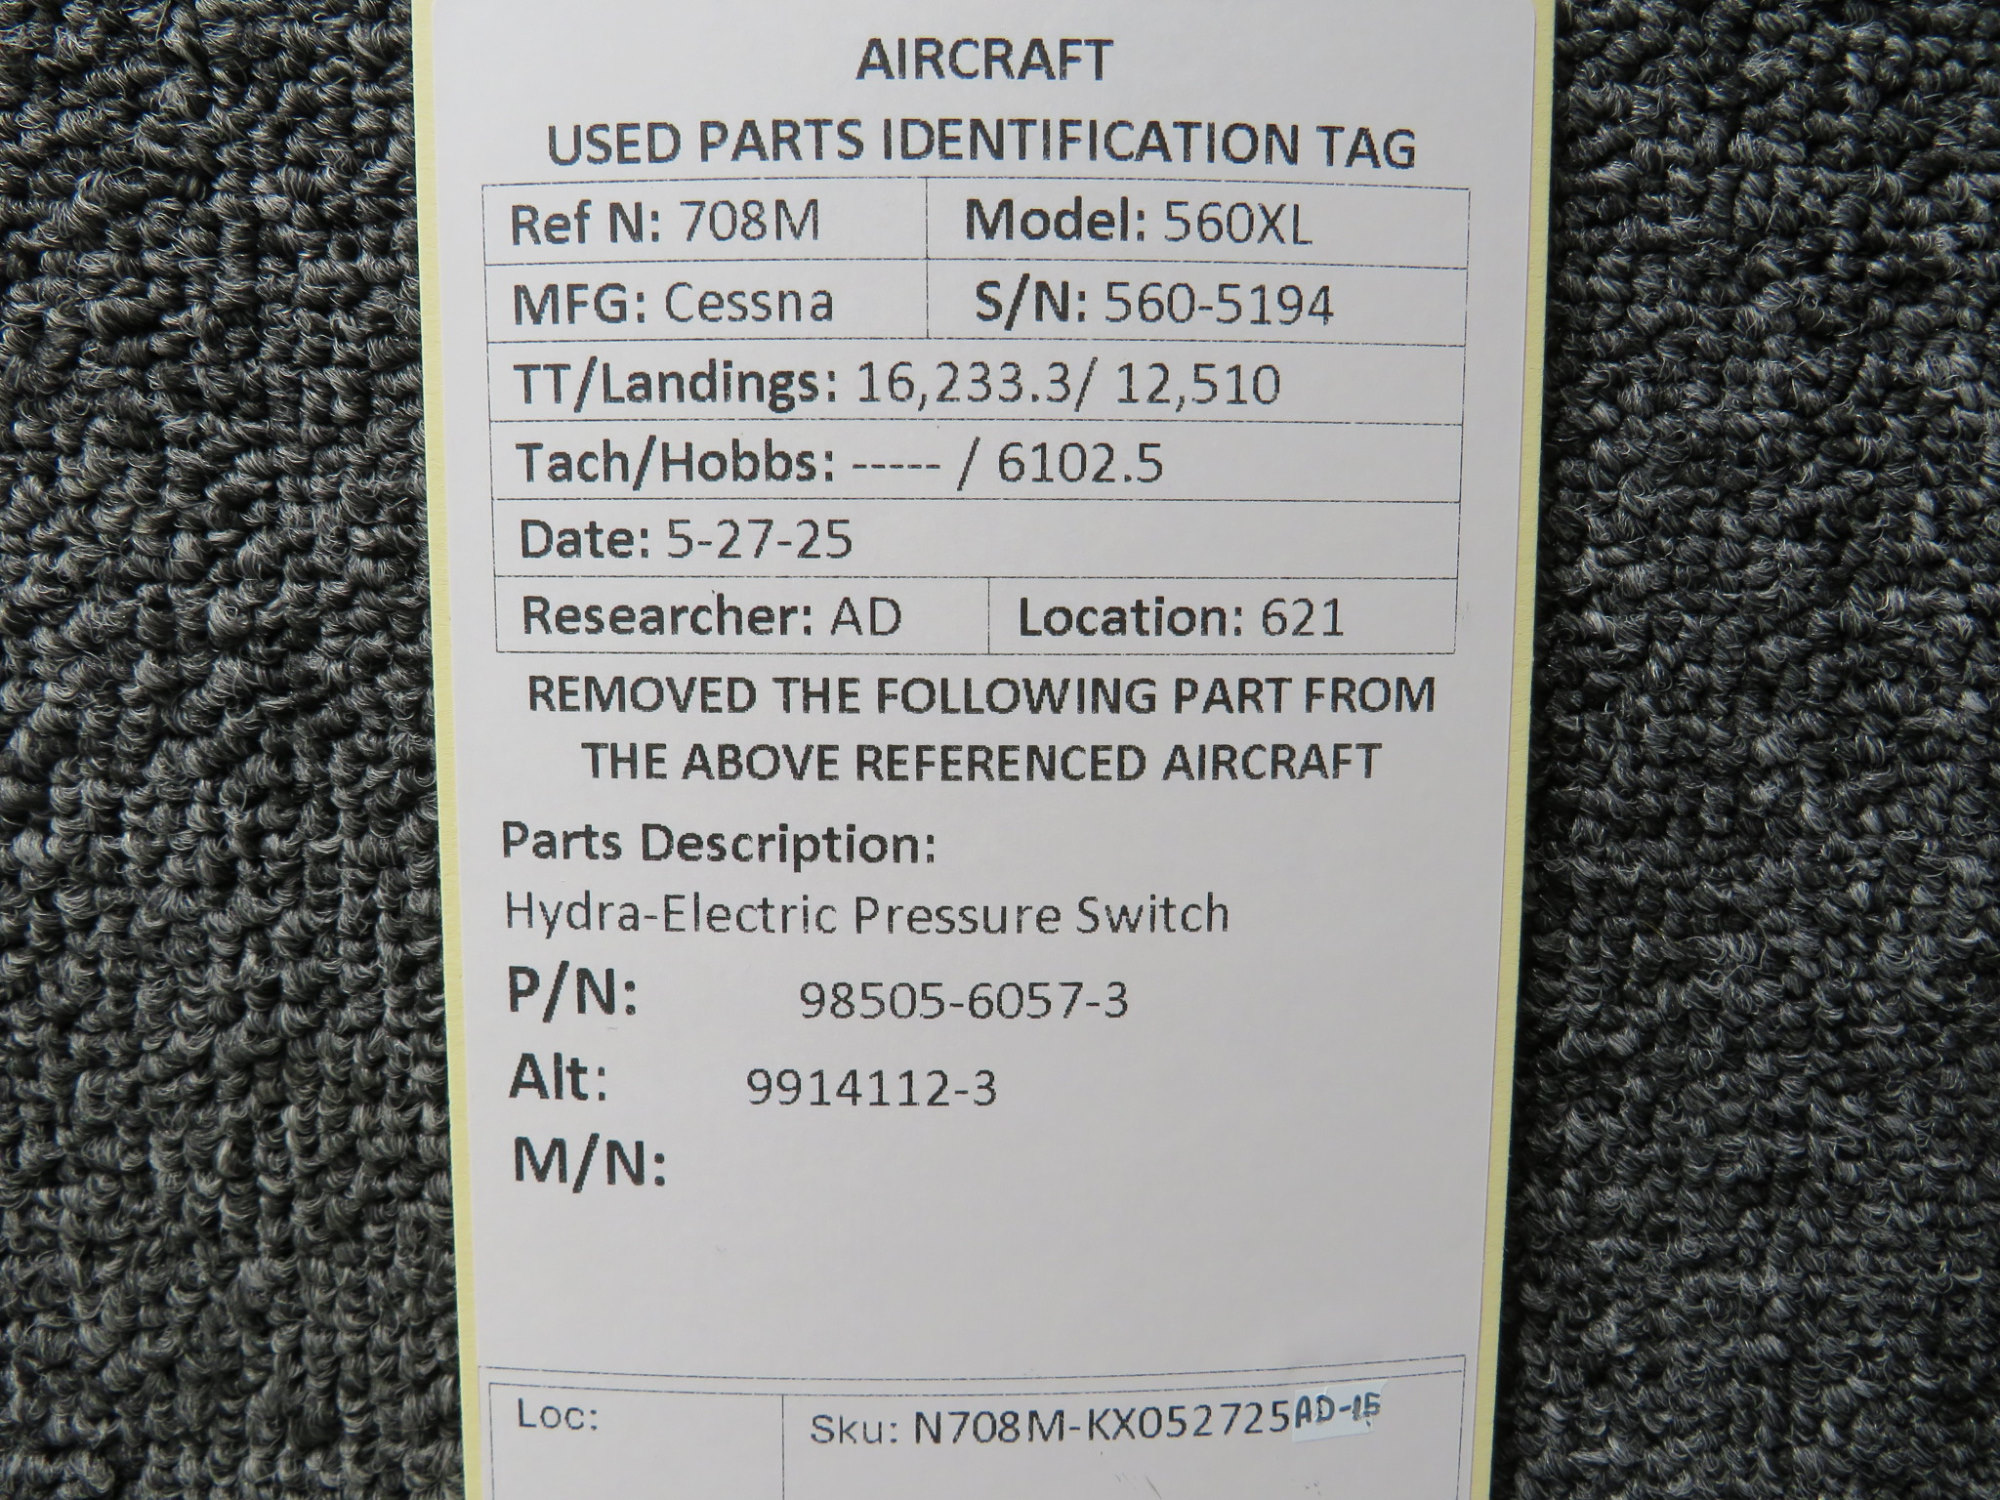 AIRCRAFT
USED PARTS IDENTIFICATION TAG
Ref N: 708M Model: 560XL
MFG: Cessna S/N: 560-5194
TT/Landings: 16,233.3/ 12,510
Tach/Hobbs: ----- / 6102.5
Date: 5-27-25
Researcher: AD Location: 621
REMOVED THE FOLLOWING PART FROM
THE ABOVE REFERENCED AIRCRAFT
Parts Description:
Hydra-Electric Pressure Switch
P/N: 98505-6057-3
Alt: 9914112-3
M/N:
Loc: Sku: N708M-KX052725AD-15